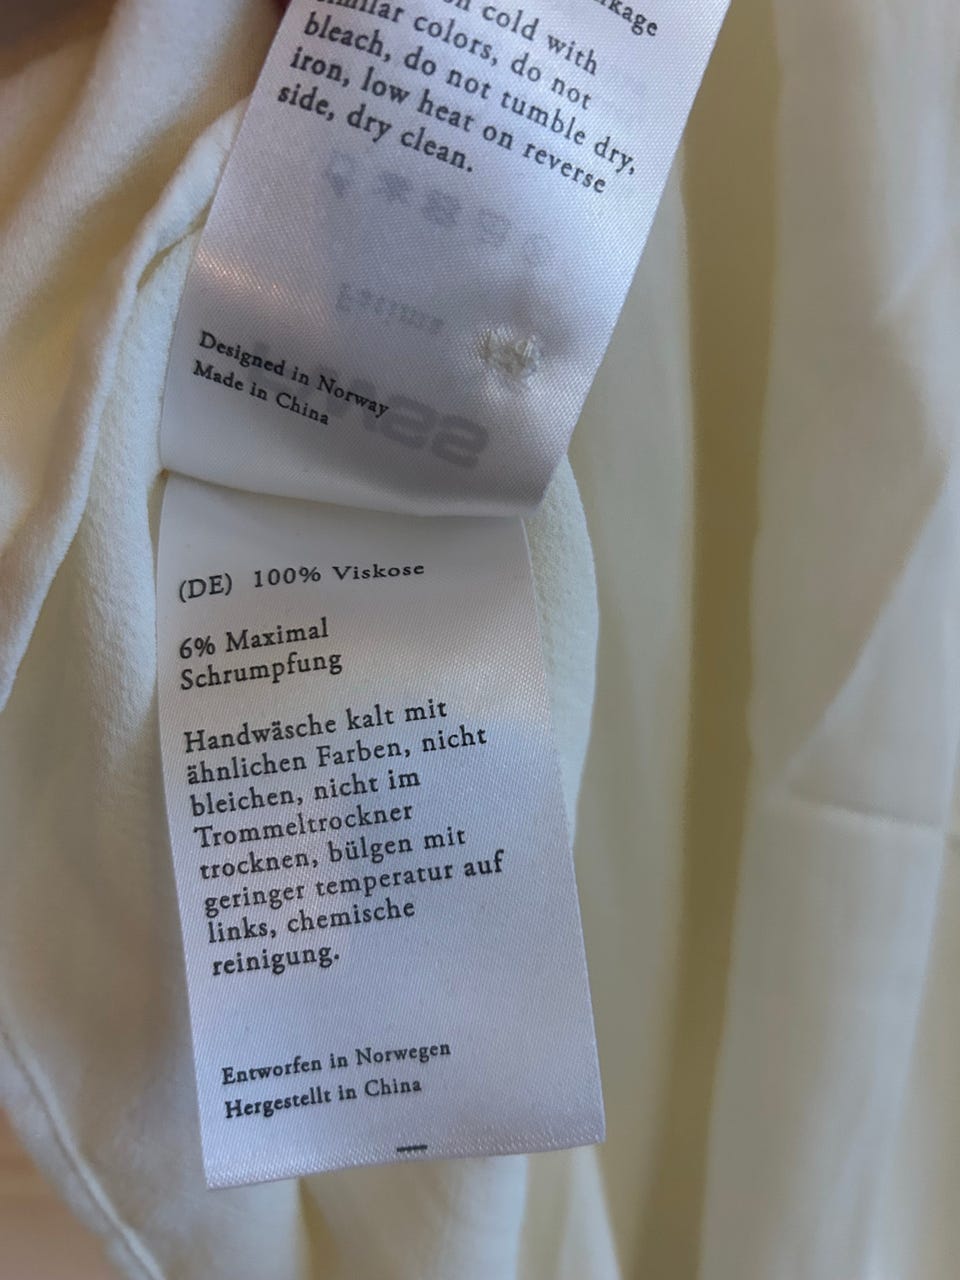 cold with
similar colors, do not
bleach, do not tumble dry,
iron, low heat on reverse
side, dry clean.
Designed in Norway
Made in China
(DE) 100% Viskose
6% Maximal
Schrumpfung
Handwäsche kalt mit
ähnlichen Farben, nicht
bleichen, nicht im
Trommeltrockner
trocknen, bülgen mit
geringer temperatur auf
links, chemische
reinigung.
Entworfen in Norwegen
Hergestellt in China